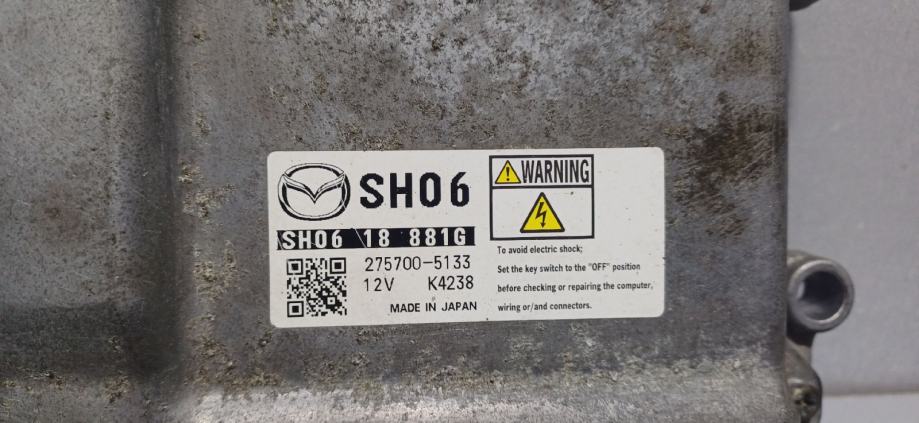 SH06
SH06 18 881G
275700-5133
12V K4238
MADE IN JAPAN
WARNING
To avoid electric shock;
Set the key switch to the "OFF" position
before checking or repairing the computer,
wiring or/and connectors.